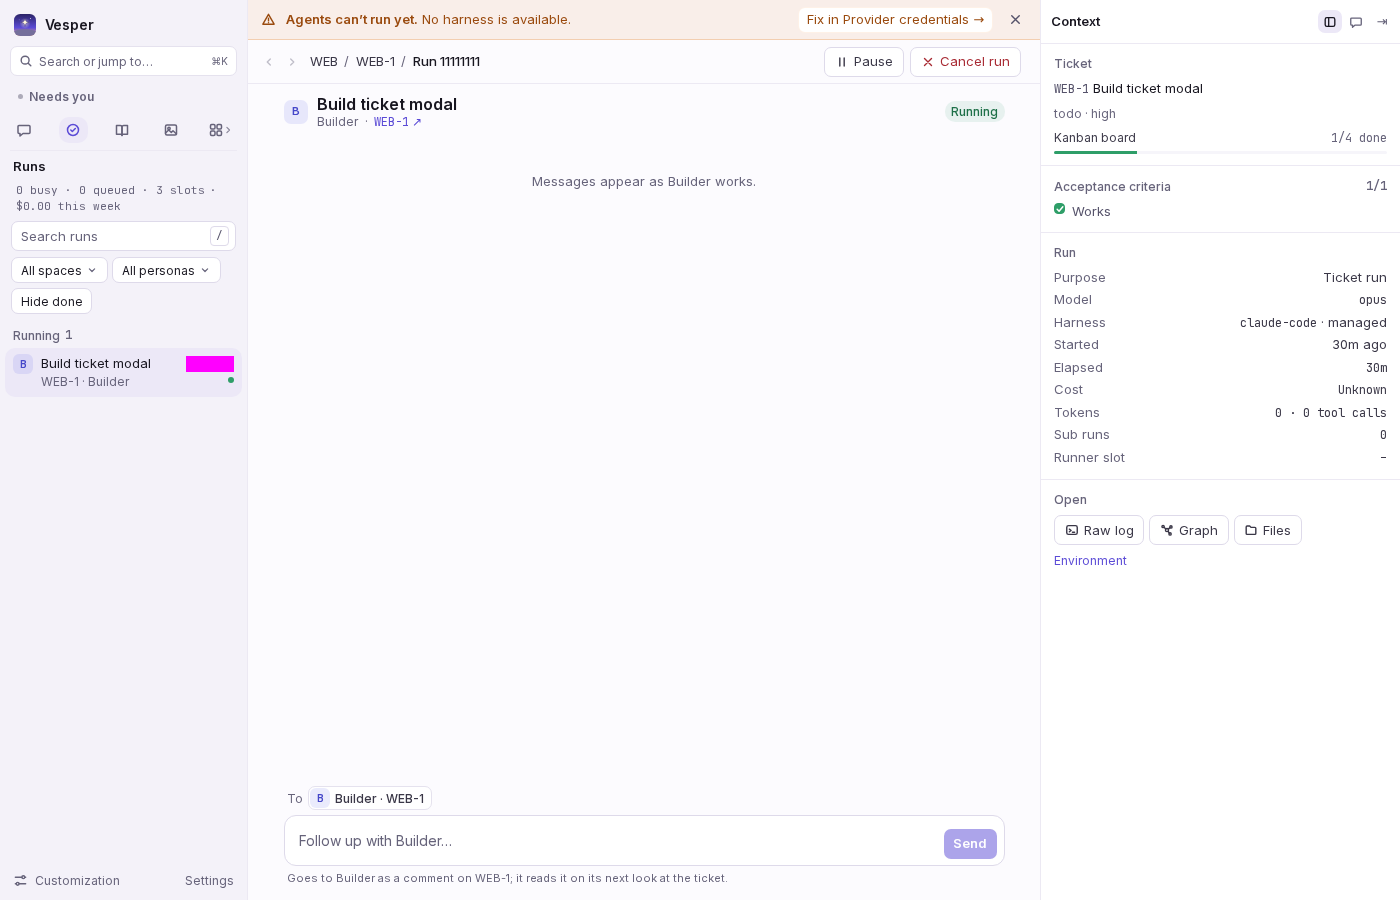 Vesper
Search or jump to… ⌘K
Needs you
Runs
0 busy · 0 queued · 3 slots ·
$0.00 this week
Search runs /
All spaces
All personas
Hide done
Running 1
B Build ticket modal
WEB-1 · Builder
Customization
Settings
Agents can’t run yet. No harness is available.
Fix in Provider credentials →
WEB / WEB-1 / Run 11111111
Pause
Cancel run
B Build ticket modal
Builder · WEB-1 ↗
Running
Messages appear as Builder works.
To B Builder · WEB-1
Follow up with Builder…
Send
Goes to Builder as a comment on WEB-1; it reads it on its next look at the ticket.
Context
Ticket
WEB-1 Build ticket modal
todo · high
Kanban board 1/4 done
Acceptance criteria 1/1
Works
Run
Purpose Ticket run
Model opus
Harness claude-code · managed
Started 30m ago
Elapsed 30m
Cost Unknown
Tokens 0 · 0 tool calls
Sub runs 0
Runner slot –
Open
Raw log
Graph
Files
Environment